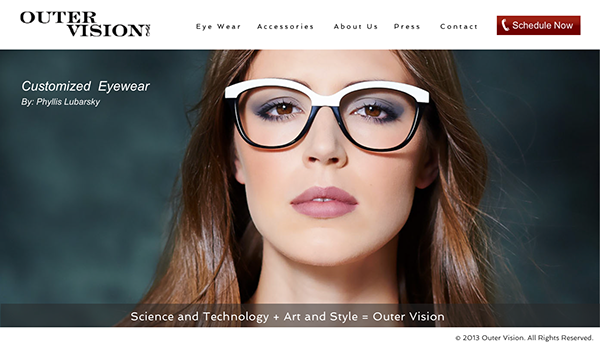 OUTER
VISION
Eye Wear Accessories About Us Press Contact Schedule Now
Customized Eyewear
By: Phyllis Lubarsky
Science and Technology + Art and Style = Outer Vision
© 2013 Outer Vision. All Rights Reserved.